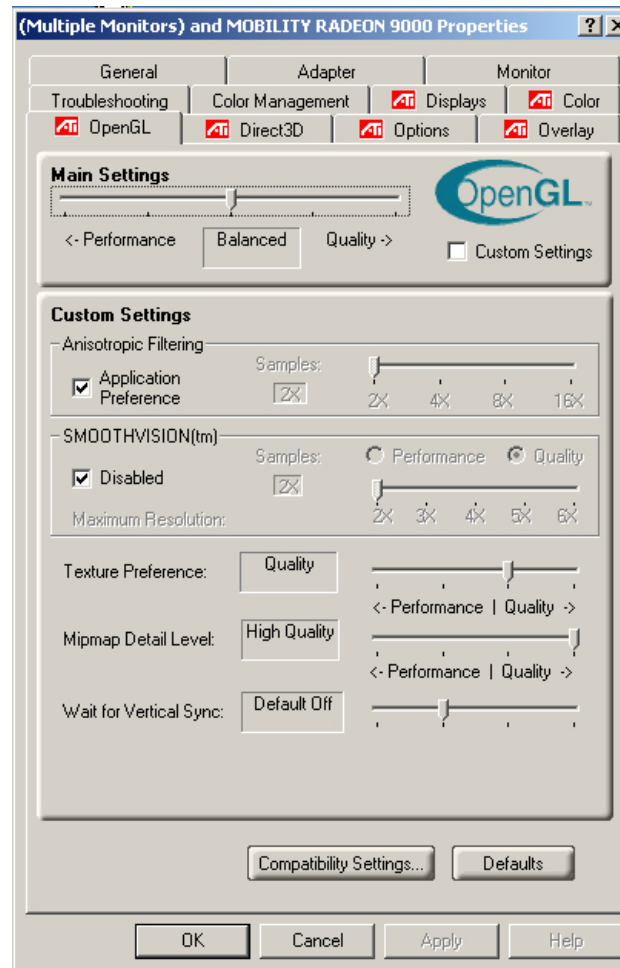 (Multiple Monitors) and MOBILITY RADEON 9000 Properties
General Adapter Monitor
Troubleshooting Color Management ATI Displays ATI Color
ATI OpenGL ATI Direct3D ATI Options ATI Overlay
Main Settings
OpenGL™
<- Performance Balanced Quality ->
Custom Settings
Custom Settings
Anisotropic Filtering
Application Preference
Samples:
2X
2X 4X 8X 16X
SMOOTHVISION(tm)
Samples: Performance Quality
Disabled
2X
2X 3X 4X 5X 6X
Maximum Resolution:
Texture Preference: Quality
<- Performance | Quality ->
Mipmap Detail Level: High Quality
<- Performance | Quality ->
Wait for Vertical Sync: Default Off
Compatibility Settings... Defaults
OK Cancel Apply Help